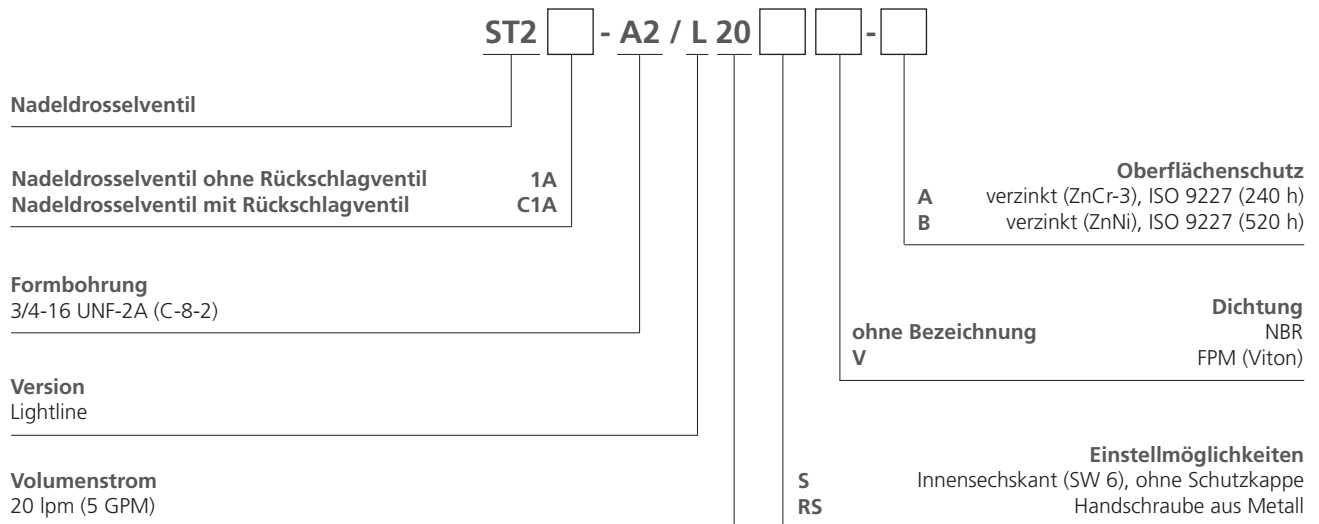 ST2 - A2 / L 20 -
Nadeldrosselventil
Nadeldrosselventil ohne Rückschlagventil 1A
Nadeldrosselventil mit Rückschlagventil C1A
Formbohrung
3/4-16 UNF-2A (C-8-2)
Version
Lightline
Volumenstrom
20 lpm (5 GPM)
Oberflächenschutz
A verzinkt (ZnCr-3), ISO 9227 (240 h)
B verzinkt (ZnNi), ISO 9227 (520 h)
Dichtung
ohne Bezeichnung NBR
V FPM (Viton)
Einstellmöglichkeiten
S Innensechskant (SW 6), ohne Schutzkappe
RS Handschraube aus Metall